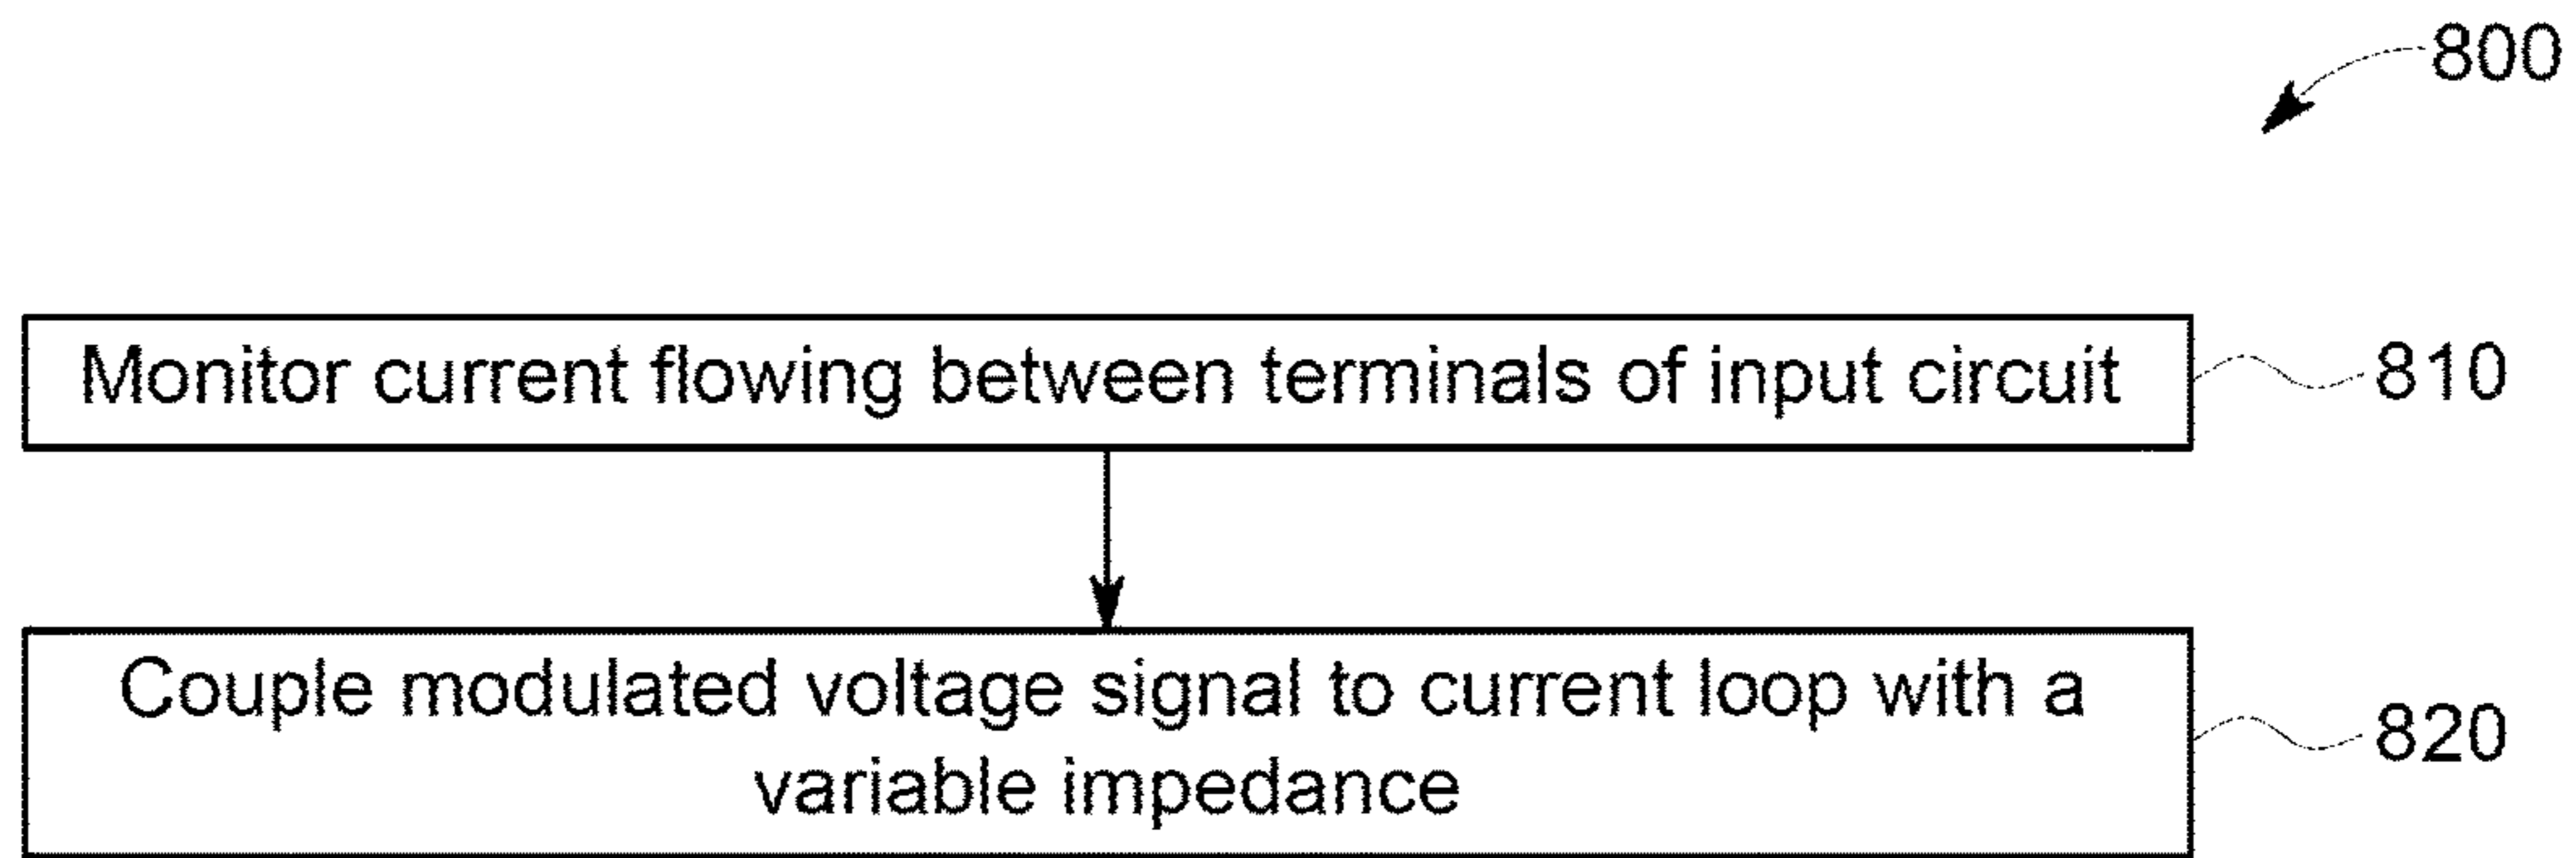 800
Monitor current flowing between terminals of input circuit
810
Couple modulated voltage signal to current loop with a
variable impedance
820